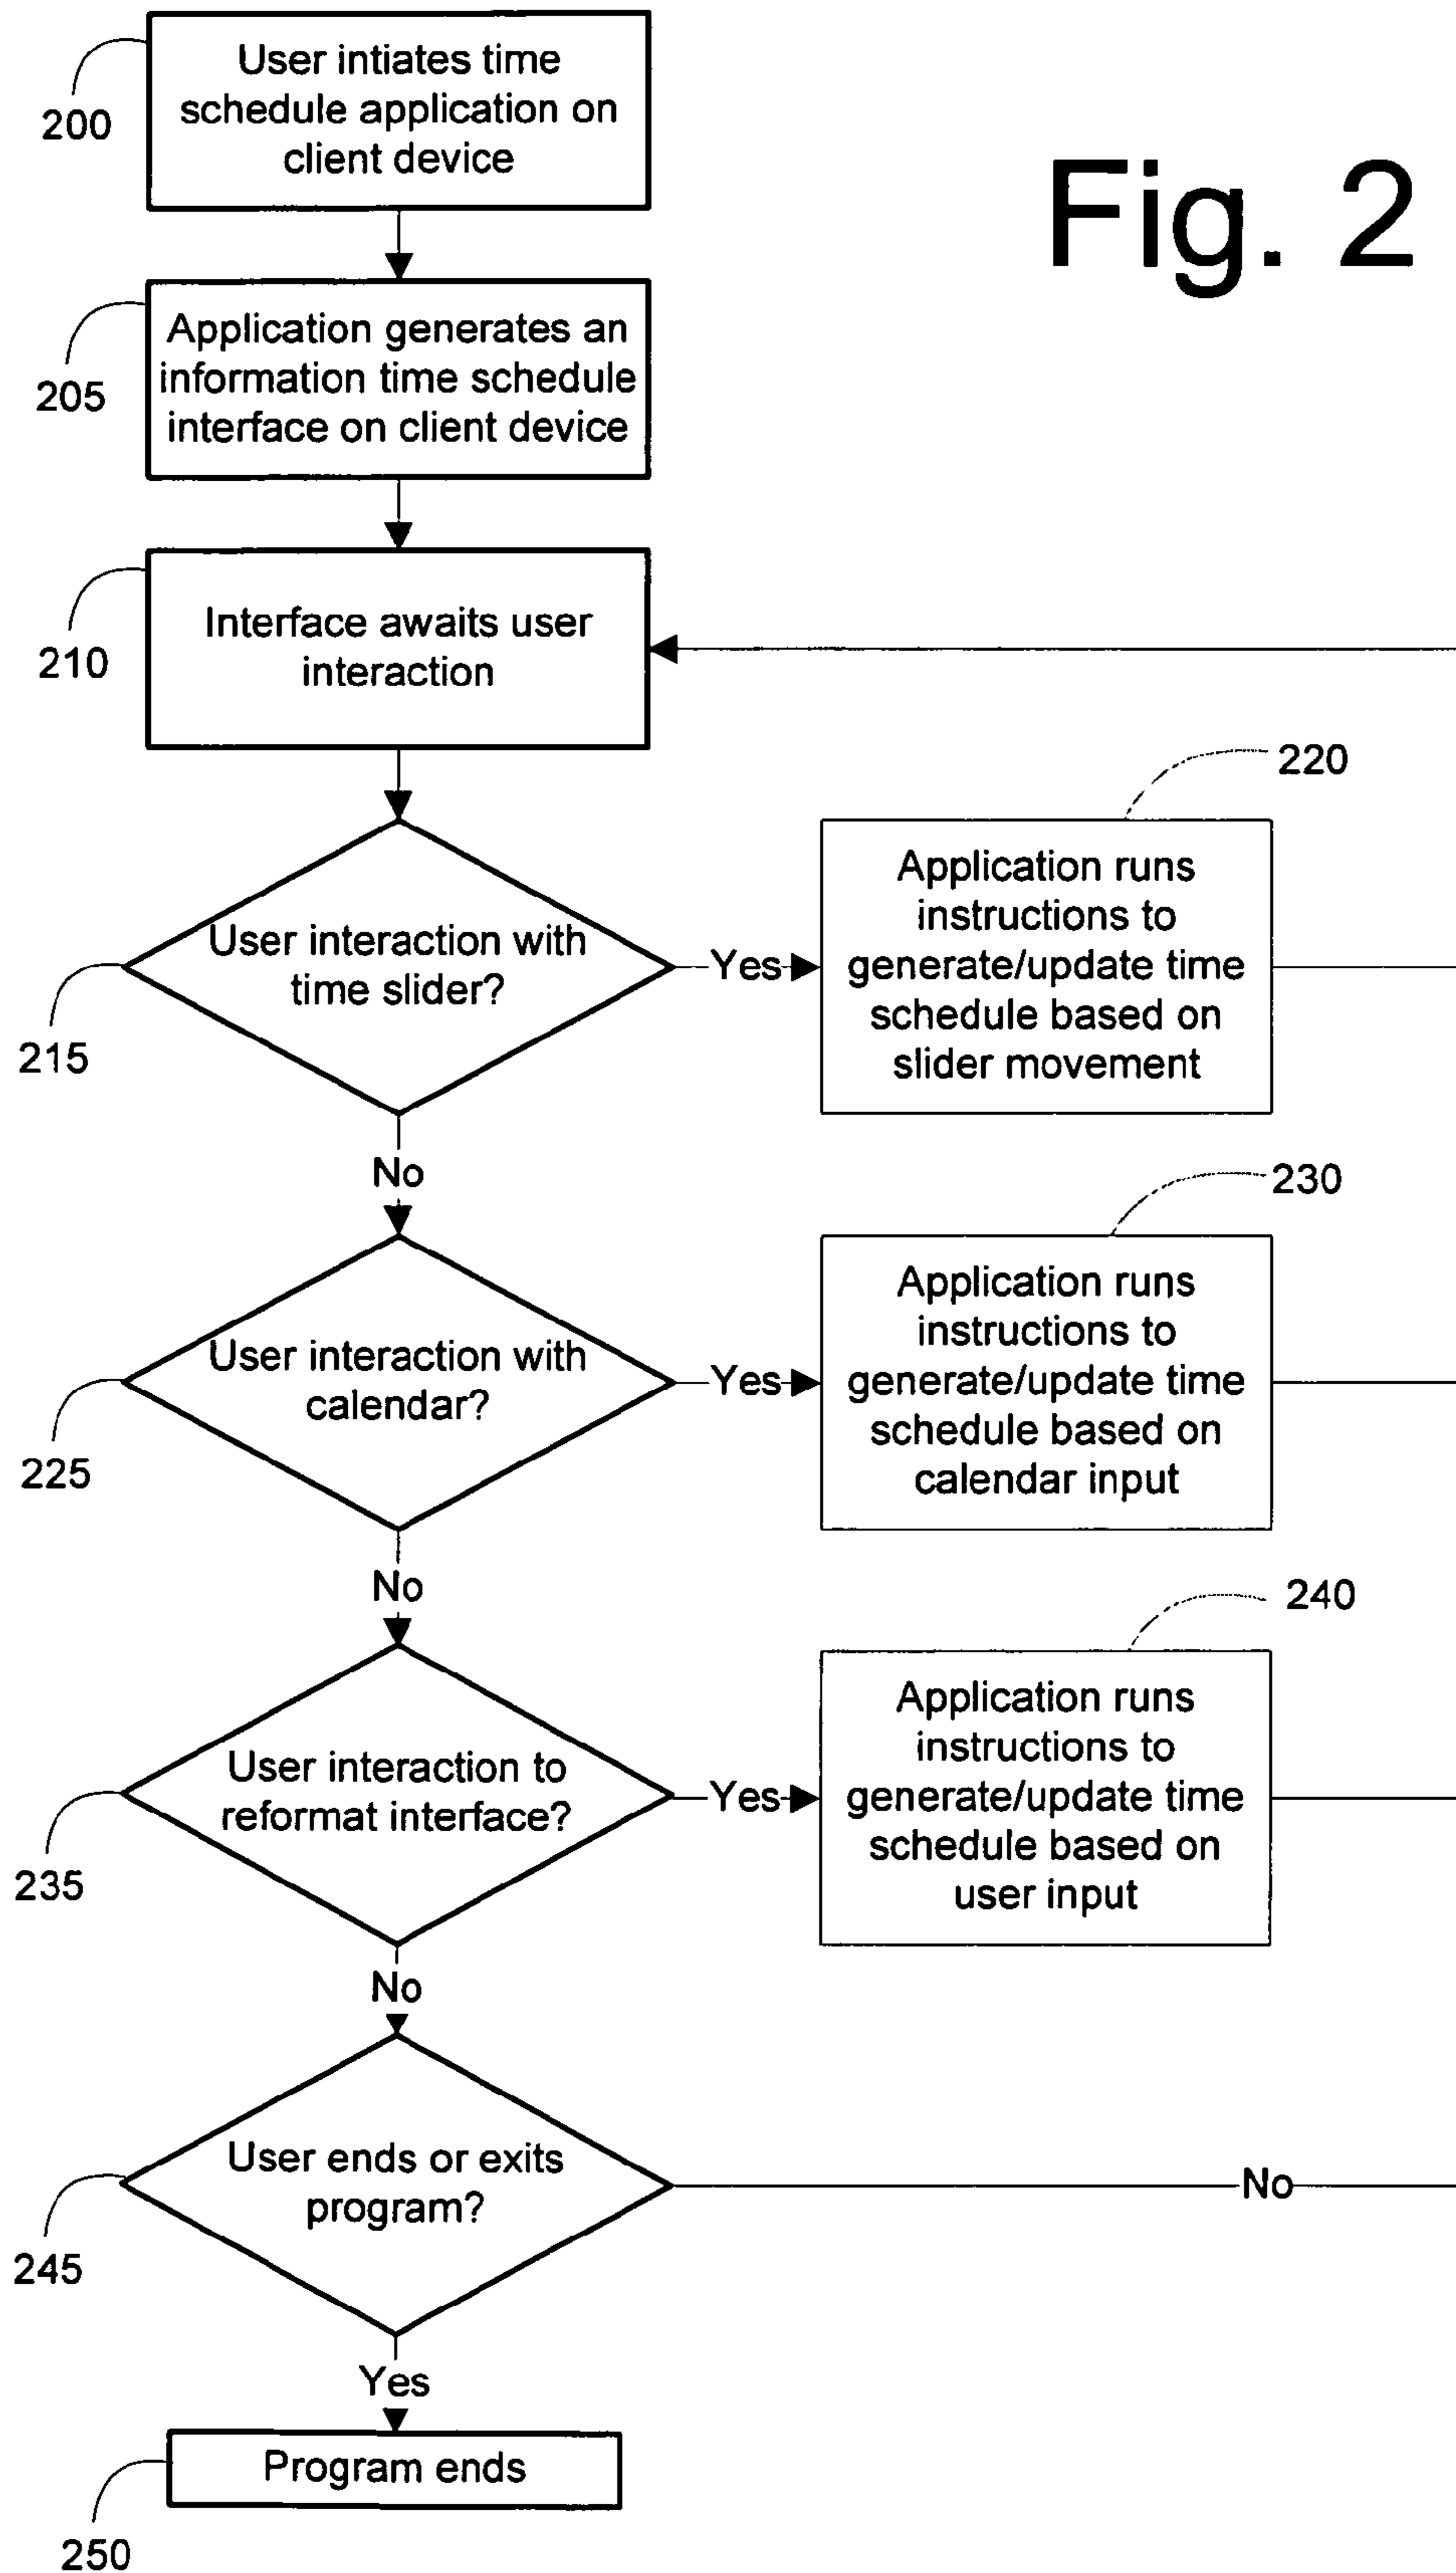 200
User intiates time
schedule application on
client device
Fig. 2
205
Application generates an
information time schedule
interface on client device
210
Interface awaits user
interaction
215
User interaction with
time slider?
Yes
220
Application runs
instructions to
generate/update time
schedule based on
slider movement
No
225
User interaction with
calendar?
Yes
230
Application runs
instructions to
generate/update time
schedule based on
calendar input
No
235
User interaction to
reformat interface?
Yes
240
Application runs
instructions to
generate/update time
schedule based on
user input
No
245
User ends or exits
program?
No
Yes
250
Program ends